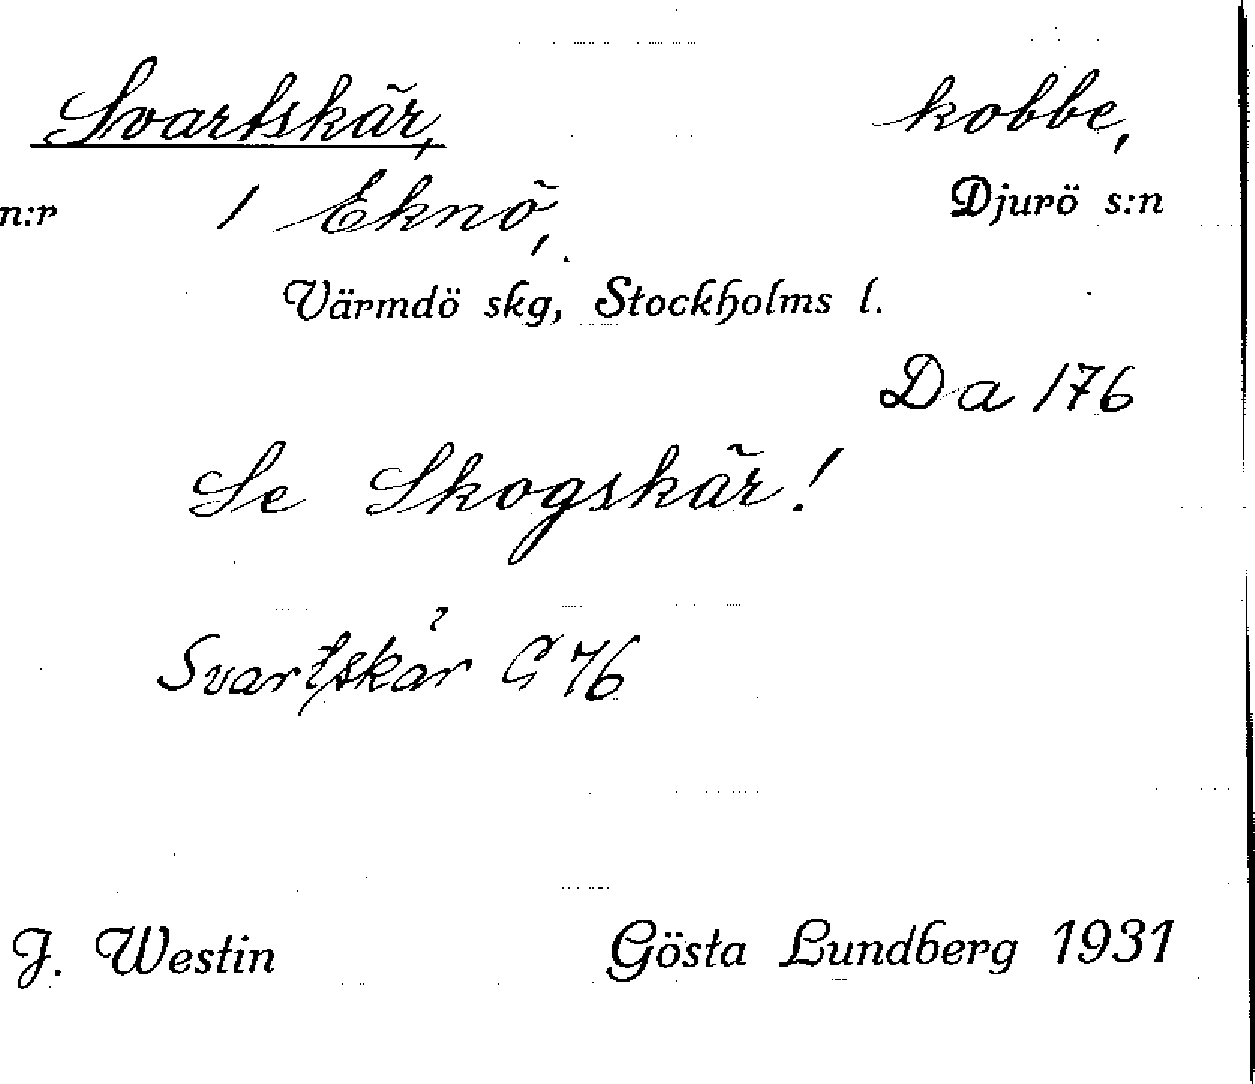 Svartskär, kobbe,
n:r 1 Eknö, Djurö s:n
Värmdö skg, Stockholms l.
Da 176
Se Skogskär!
Svartskär G 76
J. Westin Gösta Lundberg 1931